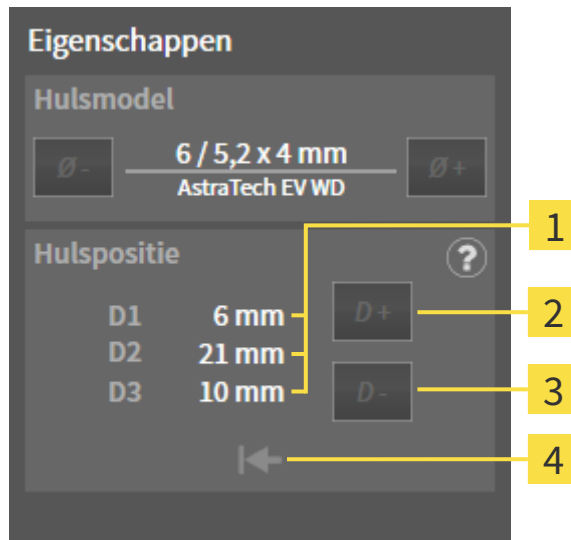 Eigenschappen
Hulsmodel
Ø -
6 / 5,2 x 4 mm
Ø +
AstraTech EV WD
1
Hulspositie
?
D1 6 mm
D +
2
D2 21 mm
D3 10 mm
D -
3
4